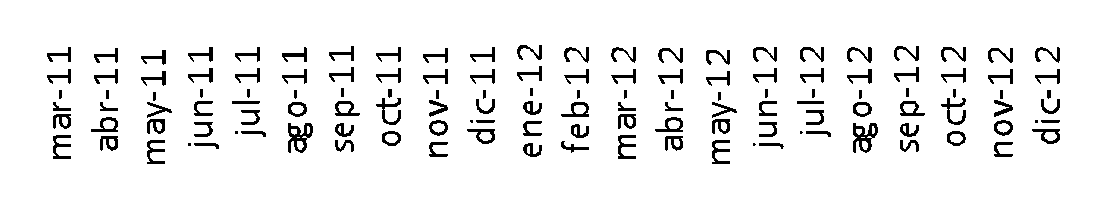 mar-11
abr-11
may-11
jun-11
jul-11
ago-11
sep-11
oct-11
nov-11
dic-11
ene-12
feb-12
mar-12
abr-12
may-12
jun-12
jul-12
ago-12
sep-12
oct-12
nov-12
dic-12